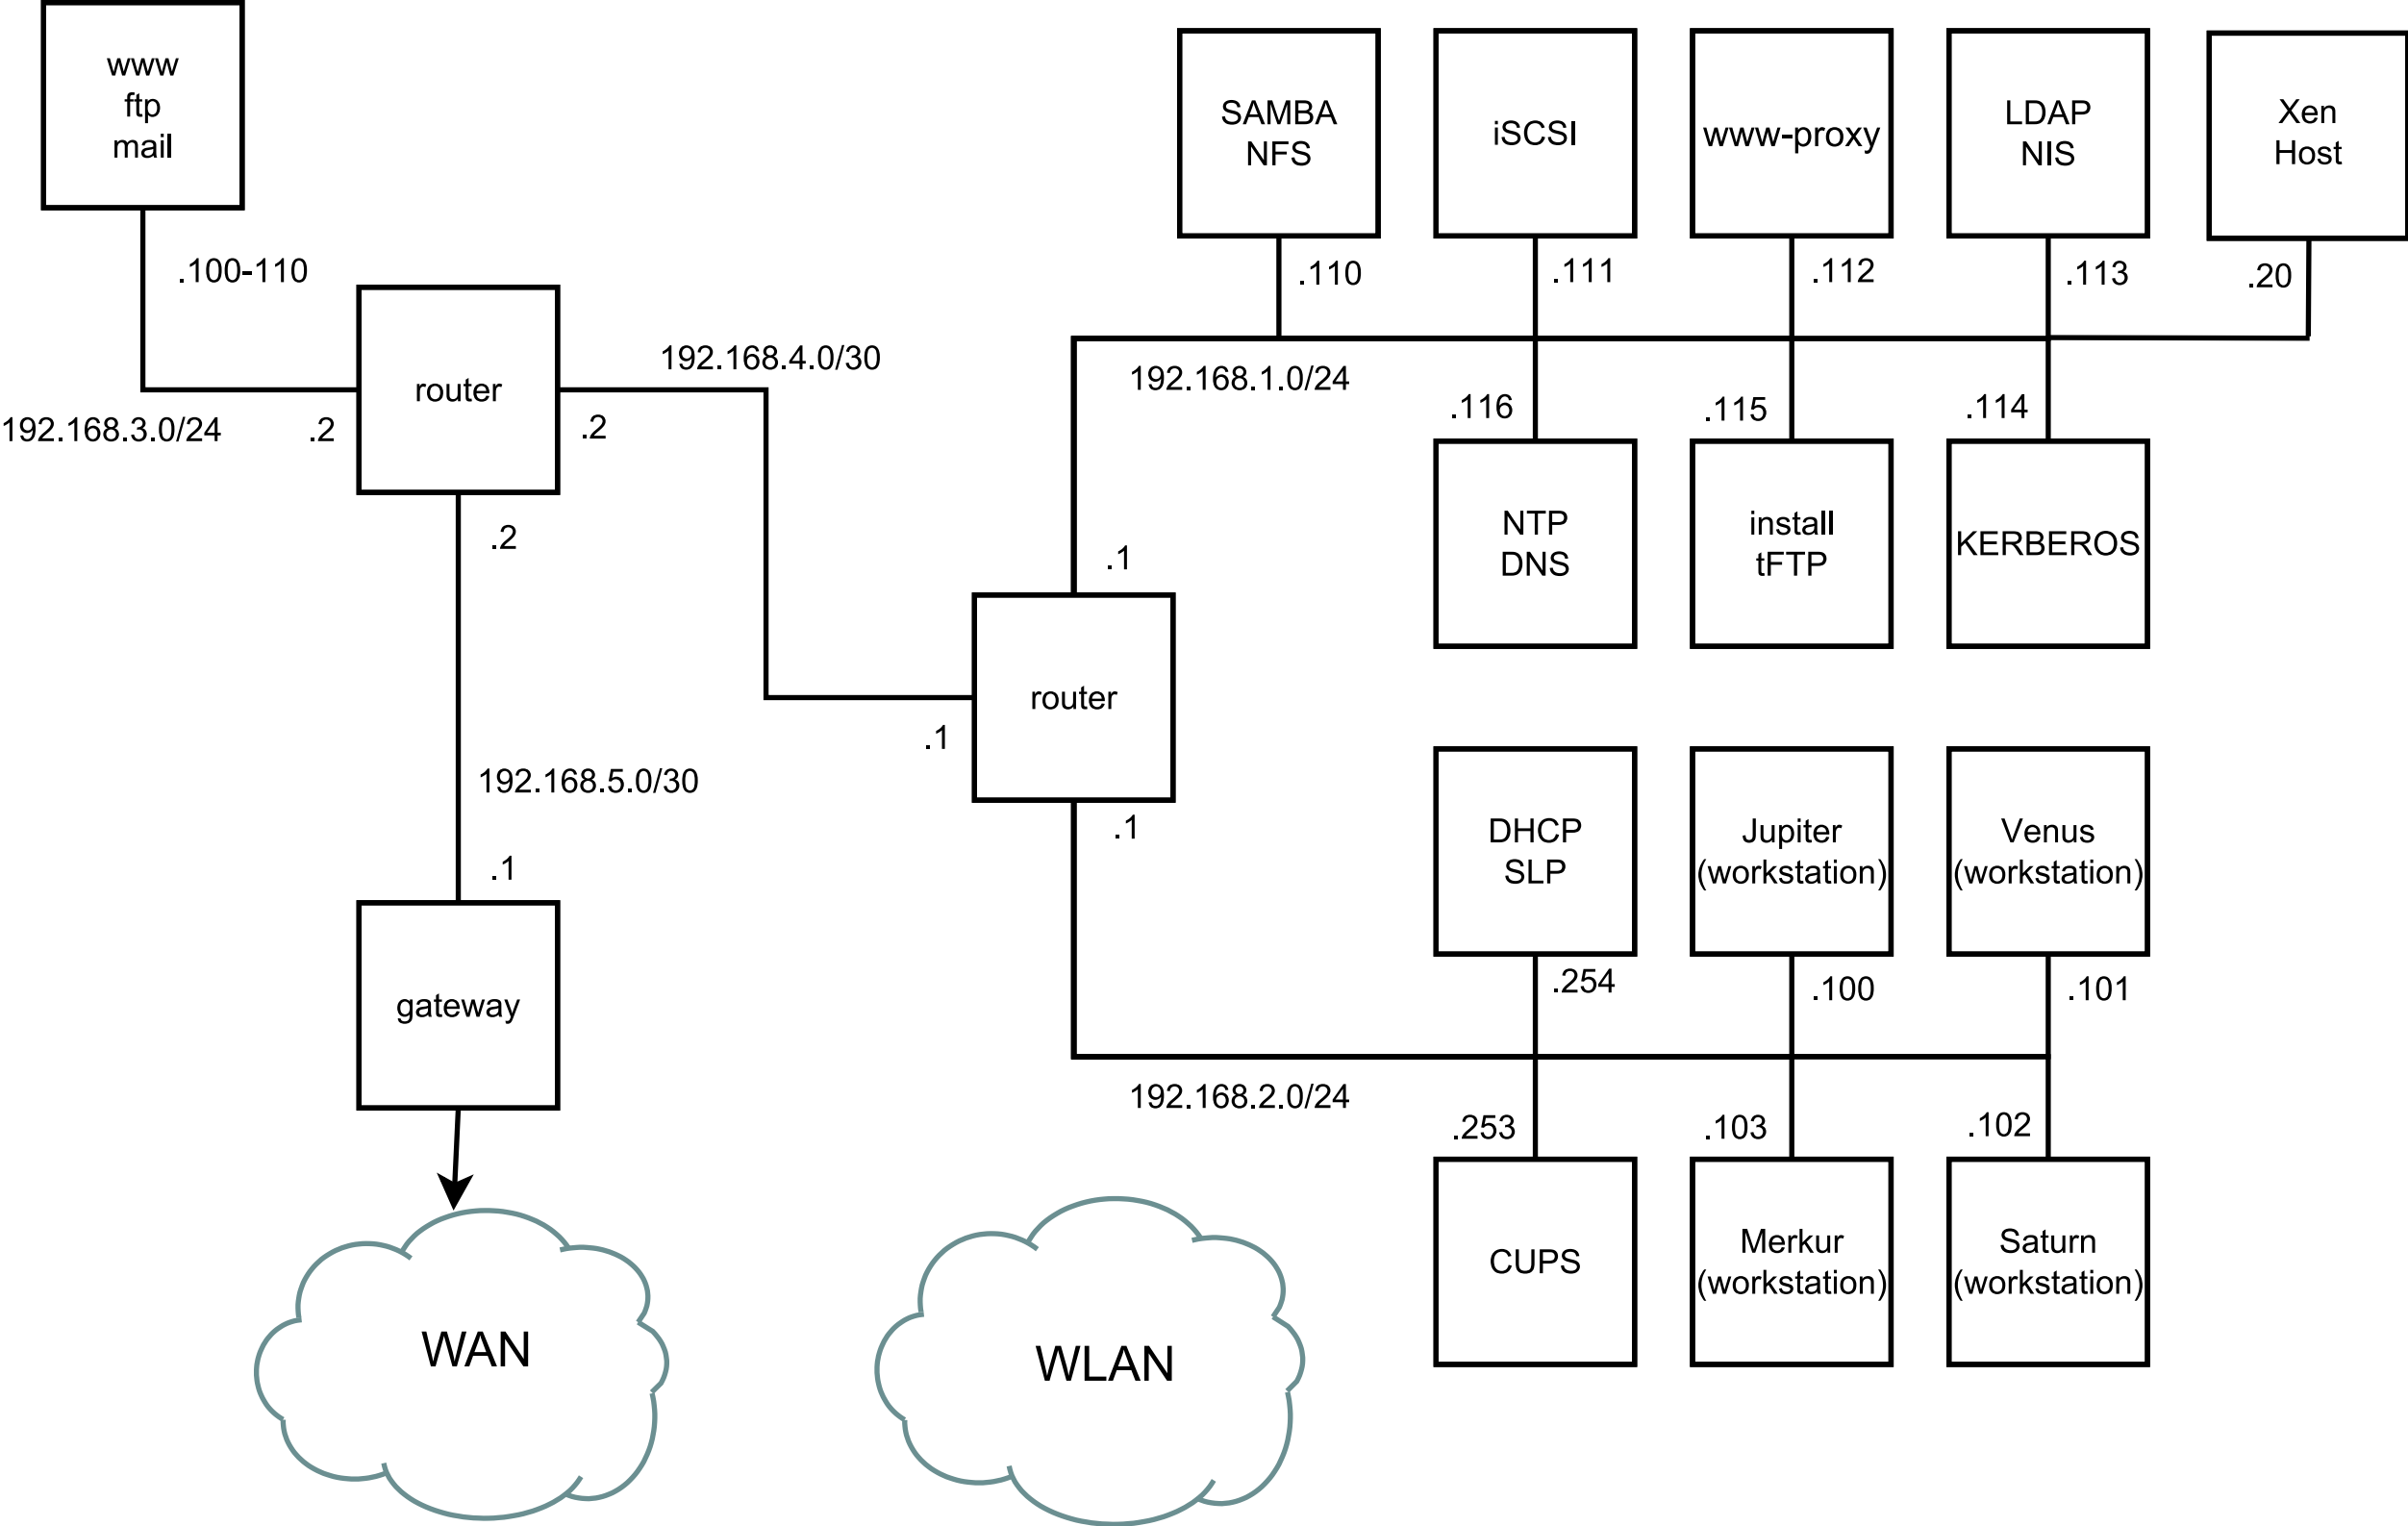 www
ftp
mail
.100-110
192.168.3.0/24
.2
router
.2
192.168.4.0/30
.2
192.168.5.0/30
.1
gateway
WAN
WLAN
.1
router
.1
.1
192.168.1.0/24
SAMBA
NFS
.110
iSCSI
.111
www-proxy
.112
LDAP
NIS
.113
Xen
Host
.20
.116
NTP
DNS
.115
install
tFTP
.114
KERBEROS
192.168.2.0/24
DHCP
SLP
.254
Jupiter
(workstation)
.100
Venus
(workstation)
.101
.253
CUPS
.103
Merkur
(workstation)
.102
Saturn
(workstation)